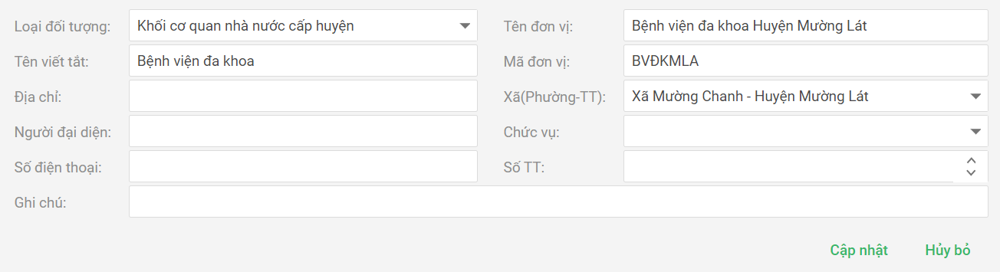 Loại đối tượng: Khối cơ quan nhà nước cấp huyện Tên đơn vị: Bệnh viện đa khoa Huyện Mường Lát
Tên viết tắt: Bệnh viện đa khoa Mã đơn vị: BVĐKMLA
Địa chỉ: Xã(Phường-TT): Xã Mường Chanh - Huyện Mường Lát
Người đại diện: Chức vụ:
Số điện thoại: Số TT:
Ghi chú:
Cập nhật Hủy bỏ